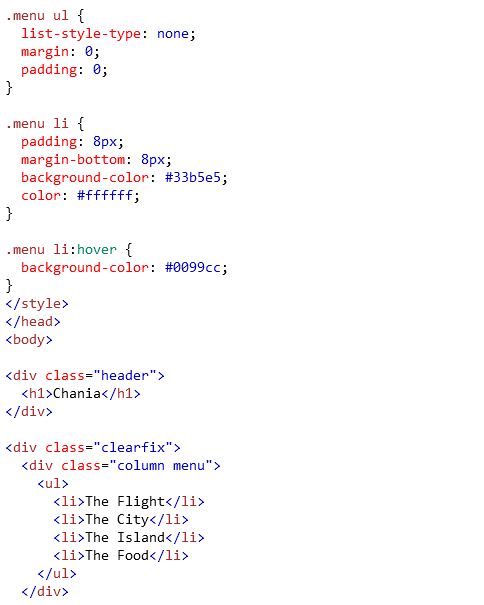 .menu ul {
  list-style-type: none;
  margin: 0;
  padding: 0;
}

.menu li {
  padding: 8px;
  margin-bottom: 8px;
  background-color: #33b5e5;
  color: #ffffff;
}

.menu li:hover {
  background-color: #0099cc;
}
</style>
</head>
<body>

<div class="header">
  <h1>Chania</h1>
</div>

<div class="clearfix">
  <div class="column menu">
    <ul>
      <li>The Flight</li>
      <li>The City</li>
      <li>The Island</li>
      <li>The Food</li>
    </ul>
  </div>